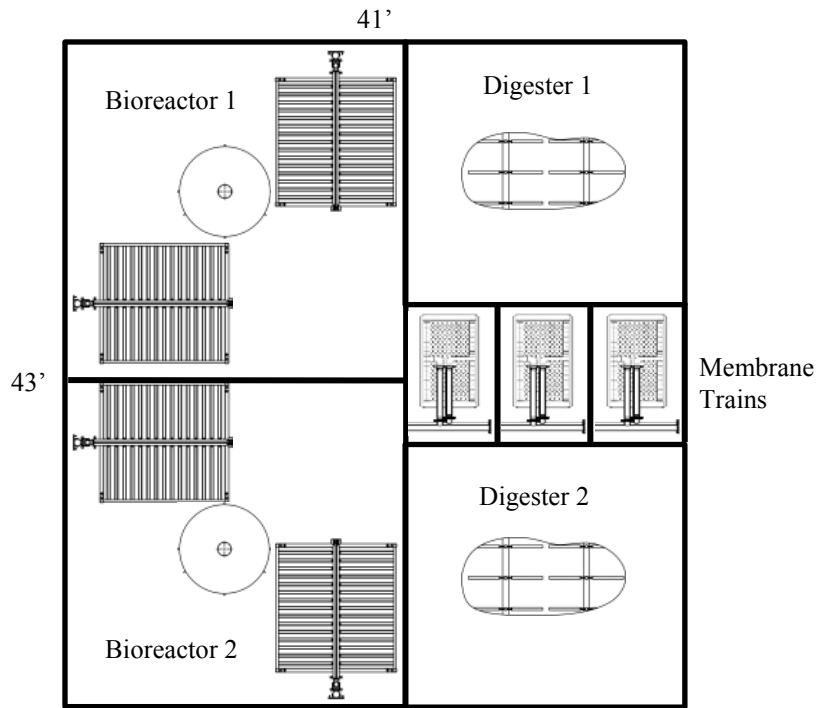 41’
Bioreactor 1
Digester 1
43’
Membrane
Trains
Digester 2
Bioreactor 2